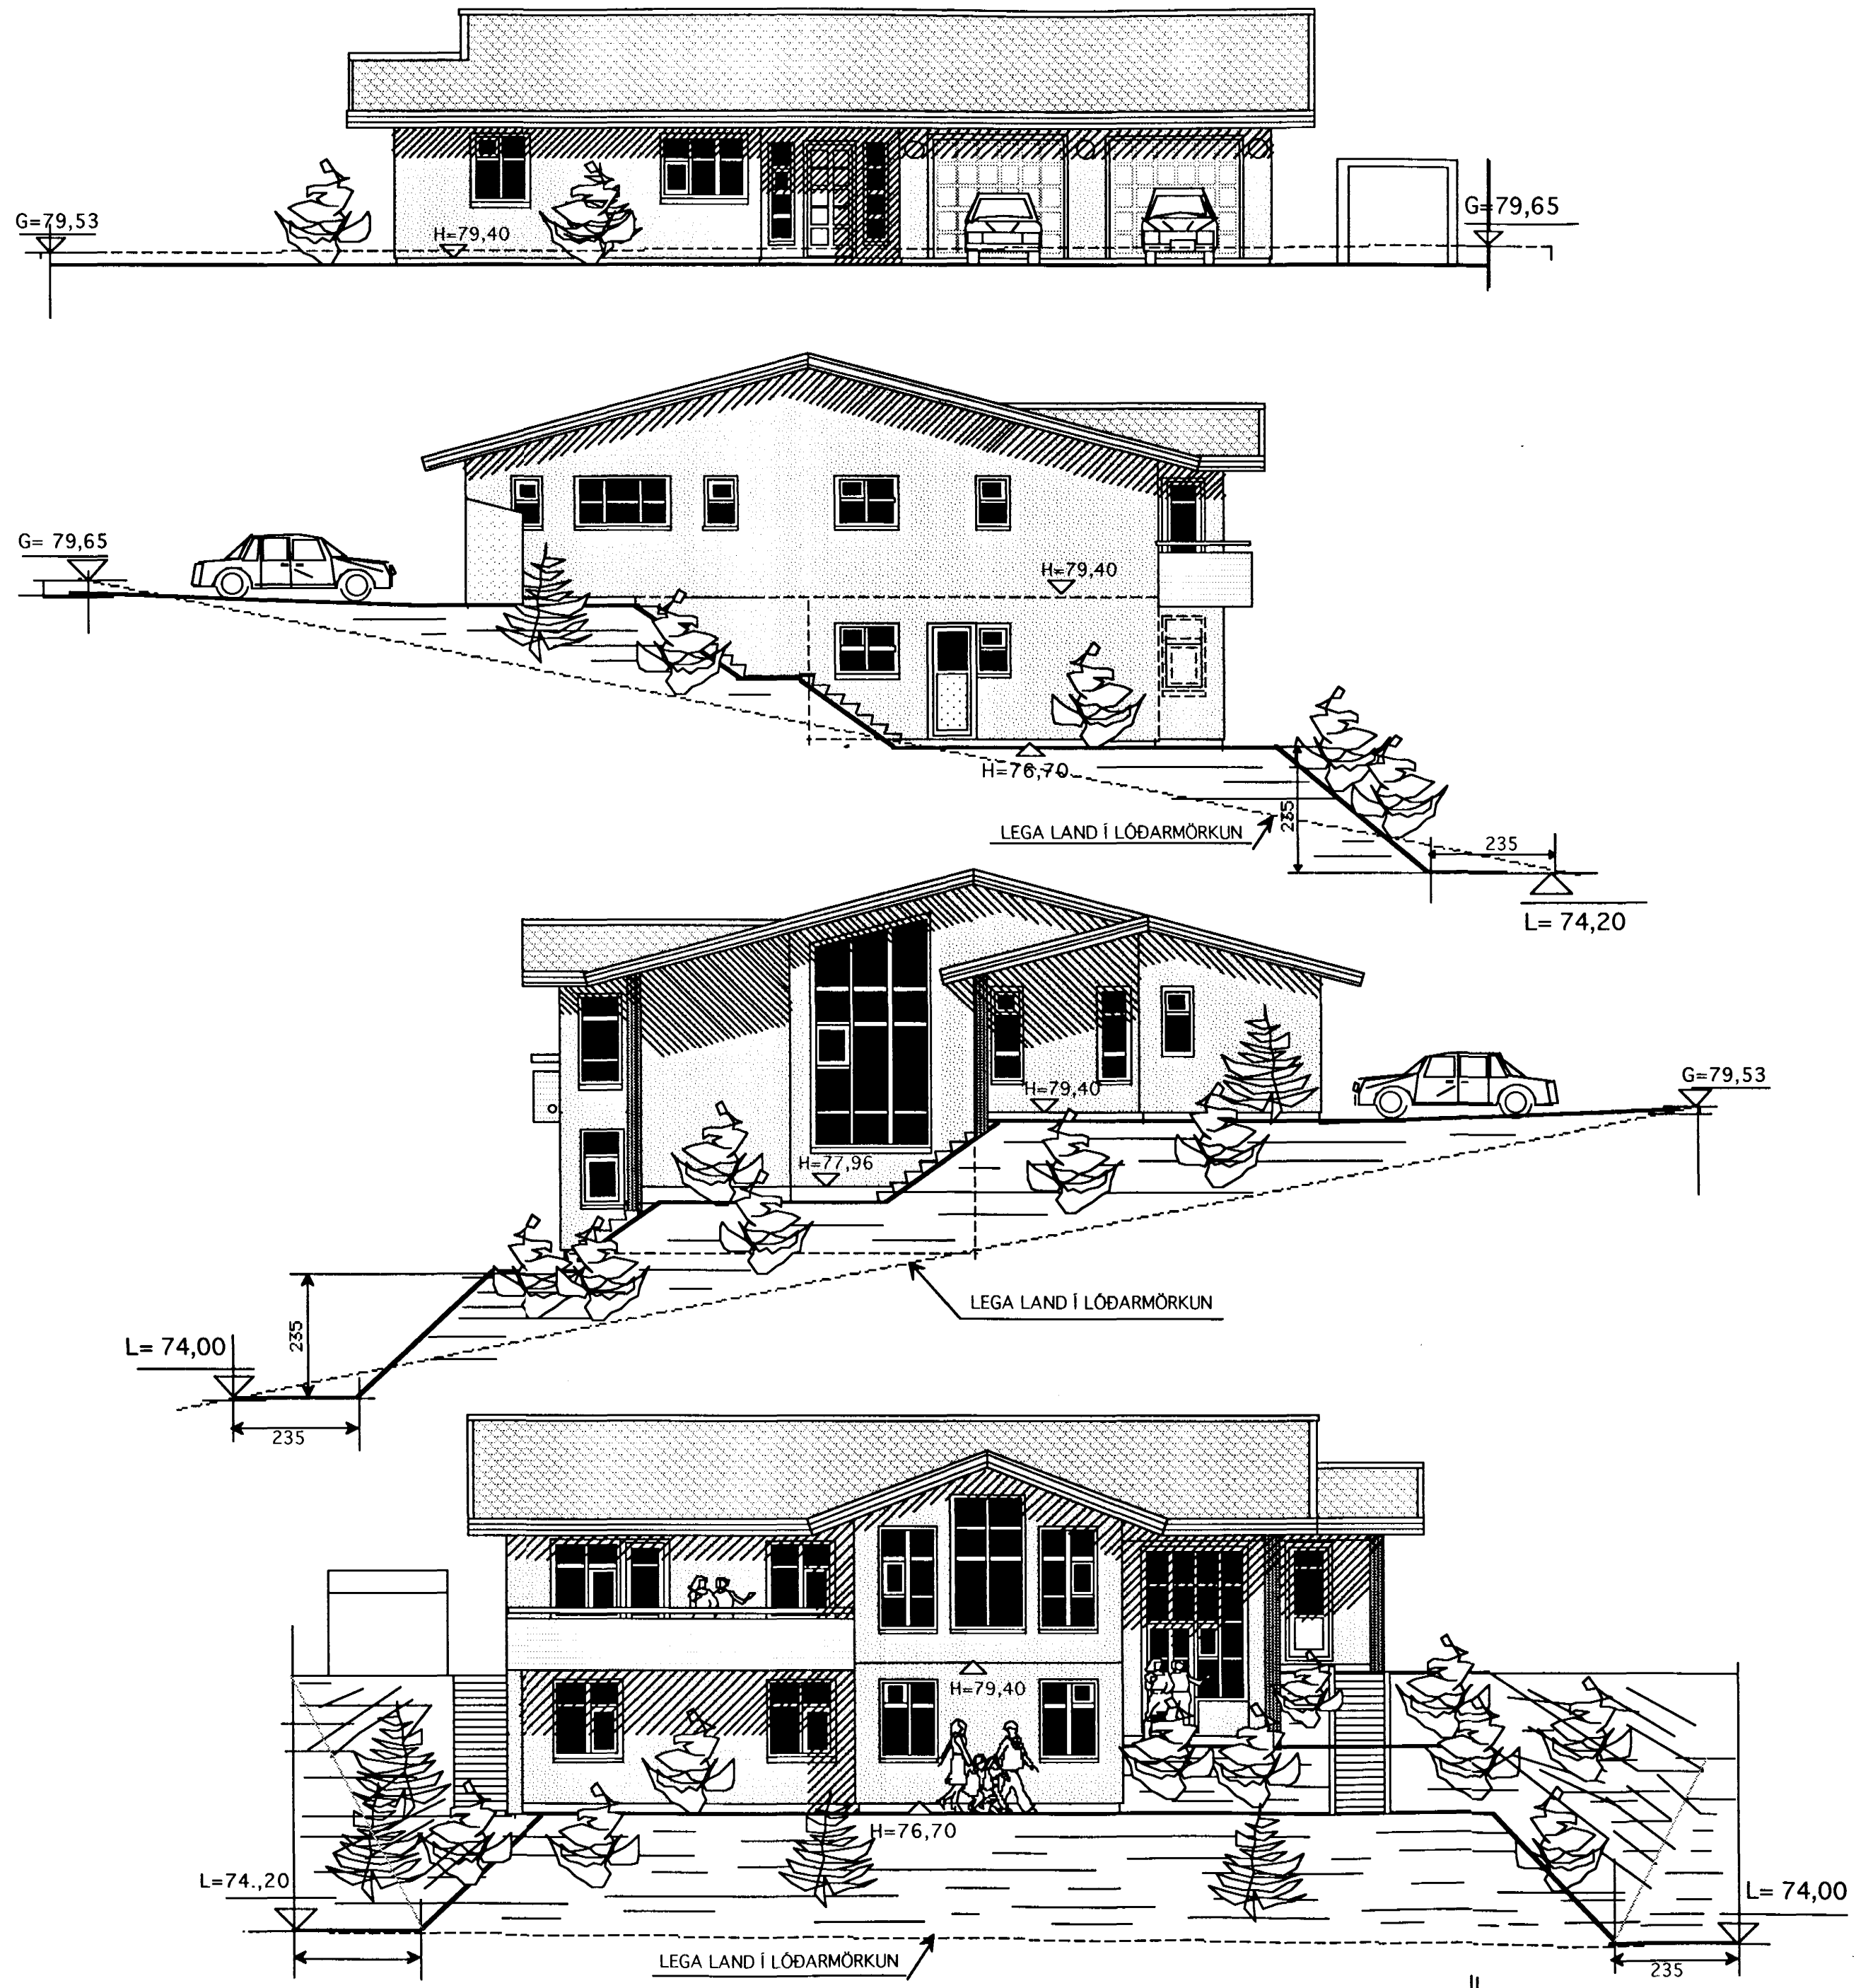 G=79,53
G=79,65
H=79,40
G= 79,65
H=79,40
H=76,70
LEGA LAND Í LÓÐARMÖRKUN
235
235
L= 74,20
H=79,40
G=79,53
H=77,96
LEGA LAND Í LÓÐARMÖRKUN
235
L= 74,00
235
H=79,40
H=76,70
L=74.,20
L= 74,00
LEGA LAND Í LÓÐARMÖRKUN
235